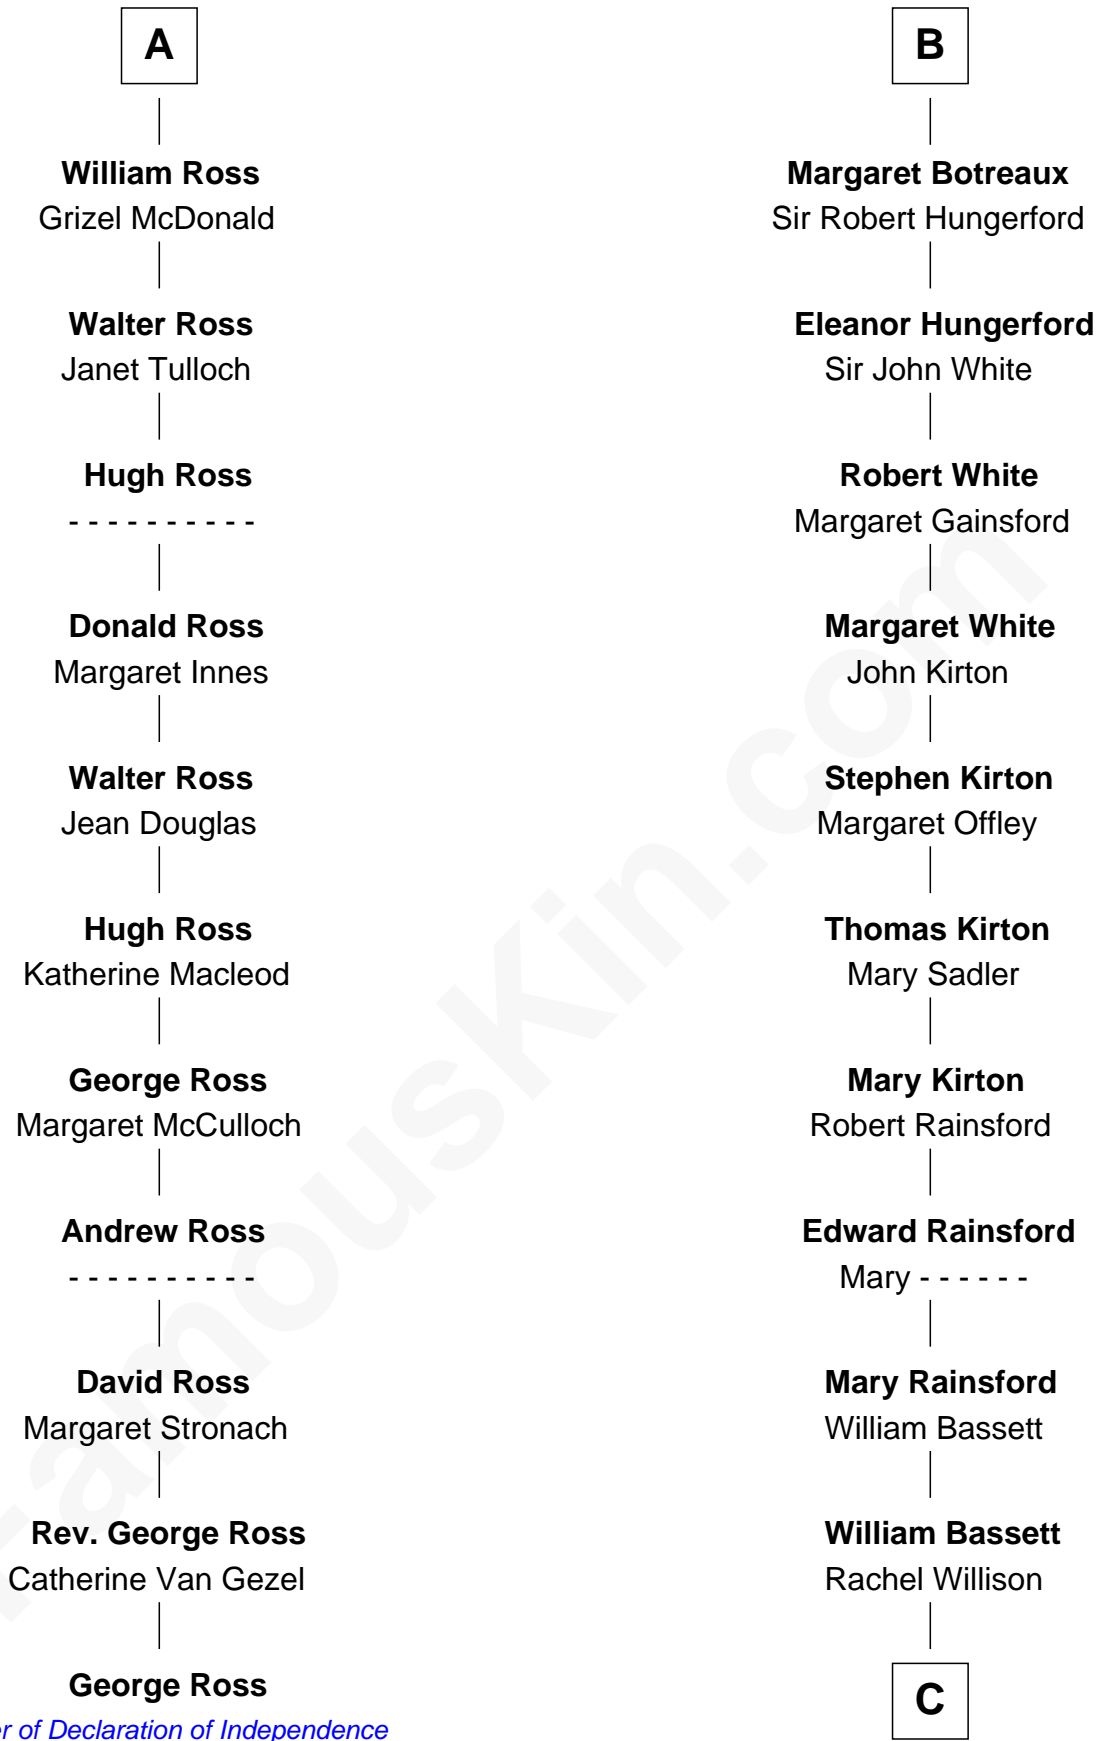 A
William Ross
Grizel McDonald
Walter Ross
Janet Tulloch
Hugh Ross
- - - - - - - - - -
Donald Ross
Margaret Innes
Walter Ross
Jean Douglas
Hugh Ross
Katherine Macleod
George Ross
Margaret McCulloch
Andrew Ross
- - - - - - - - - -
David Ross
Margaret Stronach
Rev. George Ross
Catherine Van Gezel
George Ross
er of Declaration of Independence
B
Margaret Botreaux
Sir Robert Hungerford
Eleanor Hungerford
Sir John White
Robert White
Margaret Gainsford
Margaret White
John Kirton
Stephen Kirton
Margaret Offley
Thomas Kirton
Mary Sadler
Mary Kirton
Robert Rainsford
Edward Rainsford
Mary - - - - - -
Mary Rainsford
William Bassett
William Bassett
Rachel Willison
C
FamousKin.com